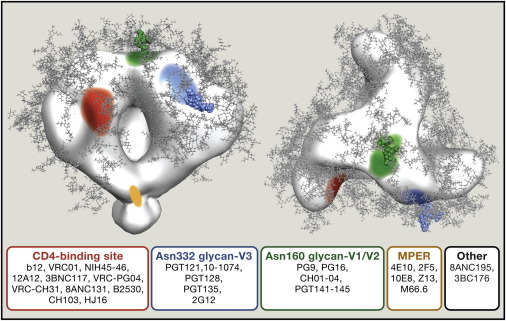 CD4-binding site
b12, VRC01, NIH45-46,
12A12, 3BNC117, VRC-PG04,
VRC-CH31, 8ANC131, B2530,
CH103, HJ16
Asn332 glycan-V3
PGT121,10-1074,
PGT128,
PGT135,
2G12
Asn160 glycan-V1/V2
PG9, PG16,
CH01-04,
PGT141-145
MPER
4E10, 2F5,
10E8, Z13,
M66.6
Other
8ANC195,
3BC176